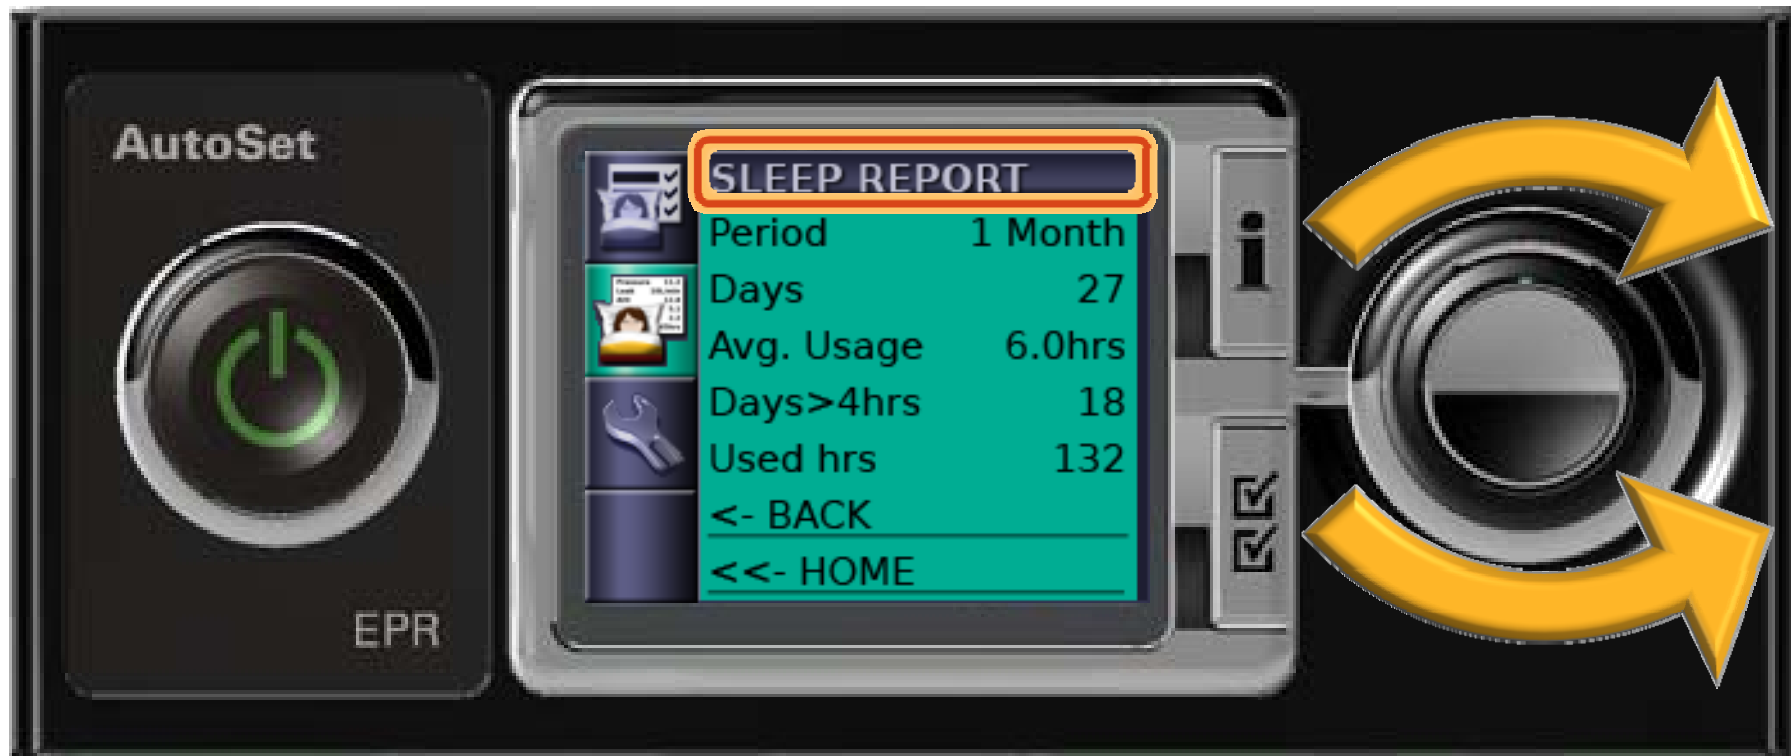 AutoSet
EPR
SLEEP REPORT
Period 1 Month
Days 27
Avg. Usage 6.0hrs
Days>4hrs 18
Used hrs 132
<- BACK
<<- HOME